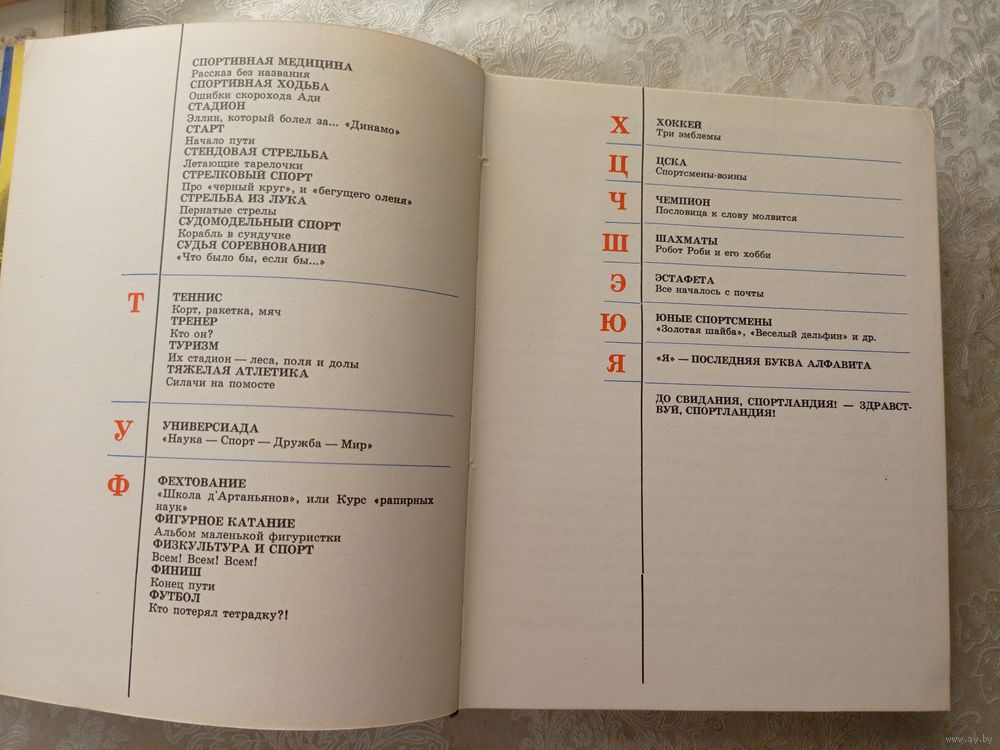 СПОРТИВНАЯ МЕДИЦИНА
Рассказ без названия
СПОРТИВНАЯ ХОДЬБА
Ошибки скорохода Ади
СТАДИОН
Эллин, который болел за... «Динамо»
СТАРТ
Начало пути
СТЕНДОВАЯ СТРЕЛЬБА
Летающие тарелочки
СТРЕЛКОВЫЙ СПОРТ
Про «черный круг», и «бегущего оленя»
СТРЕЛЬБА ИЗ ЛУКА
Пернатые стрелы
СУДОМОДЕЛЬНЫЙ СПОРТ
Корабль в сундучке
СУДЬЯ СОРЕВНОВАНИЙ
«Что было бы, если бы...»
Т
ТЕННИС
Корт, ракетка, мяч
ТРЕНЕР
Кто он?
ТУРИЗМ
Их стадион — леса, поля и долы
ТЯЖЕЛАЯ АТЛЕТИКА
Силачи на помосте
У
УНИВЕРСИАДА
«Наука — Спорт — Дружба — Мир»
Ф
ФЕХТОВАНИЕ
«Школа д'Артаньянов», или Курс «рапирных
наук»
ФИГУРНОЕ КАТАНИЕ
Альбом маленькой фигуристки
ФИЗКУЛЬТУРА И СПОРТ
Всем! Всем! Всем!
ФИНИШ
Конец пути
ФУТБОЛ
Кто потерял тетрадку?!
Х
ХОККЕЙ
Три эмблемы
Ц
ЦСКА
Спортсмены-воины
Ч
ЧЕМПИОН
Пословица к слову молвится
Ш
ШАХМАТЫ
Робот Роби и его хобби
Э
ЭСТАФЕТА
Все началось с почты
Ю
ЮНЫЕ СПОРТСМЕНЫ
«Золотая шайба», «Веселый дельфин» и др.
Я
«Я» — ПОСЛЕДНЯЯ БУКВА АЛФАВИТА
ДО СВИДАНИЯ, СПОРТЛАНДИЯ! — ЗДРАВСТ-
ВУЙ, СПОРТЛАНДИЯ!
www.ay.by